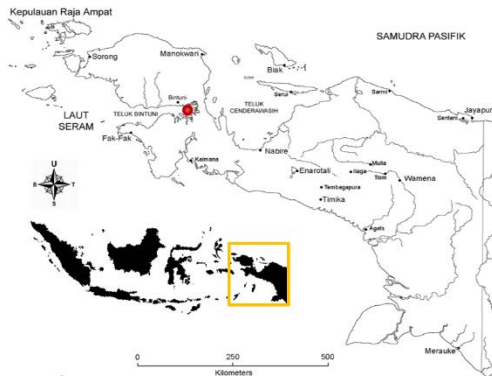 Kepulauan Raja Ampat
SAMUDRA PASIFIK
Manokwari
Sorong
Biak
Bintuni
Serui
Sarmi
LAUT
SERAM
TELUK BINTUNI
TELUK
CENDERAWASIH
Jayapura
Sentani
Fak-Fak
Nabire
Kaimana
Mulia
Enarotali
Ilaga
Tiom
Wamena
U
B
T
S
Tembagapura
Timika
Agats
Merauke
0 250 500
Kilometers